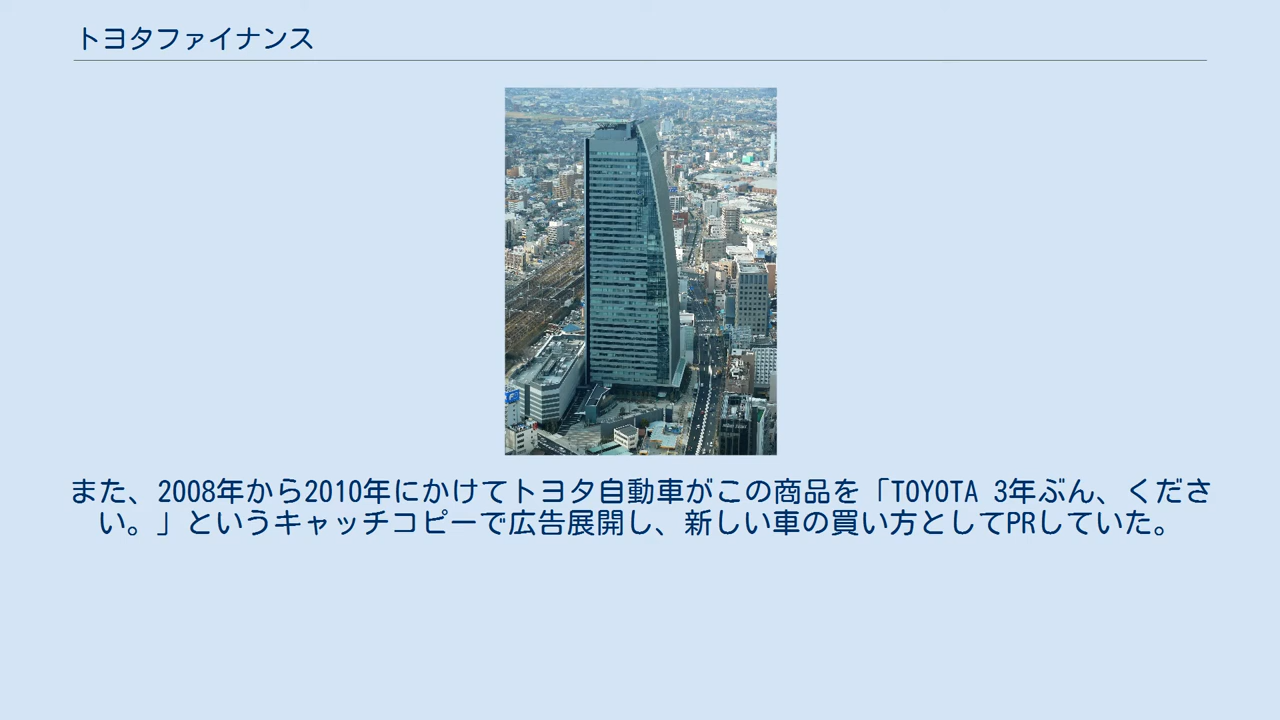 トヨタファイナンス
また、2008年から2010年にかけてトヨタ自動車がこの商品を「TOYOTA 3年ぶん、くださ
い。」というキャッチコピーで広告展開し、新しい車の買い方としてPRしていた。